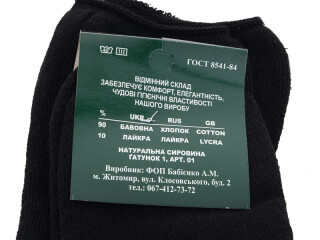 ГОСТ 8541-84
ВІДМІННИЙ СКЛАД
ЗАБЕЗПЕЧУЄ КОМФОРТ, ЕЛЕГАНТНІСТЬ,
ЧУДОВІ ГІГІЄНІЧНІ ВЛАСТИВОСТІ
НАШОГО ВИРОБУ
% UKR RUS GB
90 БАВОВНА ХЛОПОК COTTON
10 ЛАЙКРА ЛАЙКРА LYCRA
НАТУРАЛЬНА СИРОВИНА
ГАТУНОК 1, АРТ. 01
Виробник: ФОП Бабієнко А.М.
м. Житомир, вул. Клосовського, буд. 2
тел.: 067-412-73-72